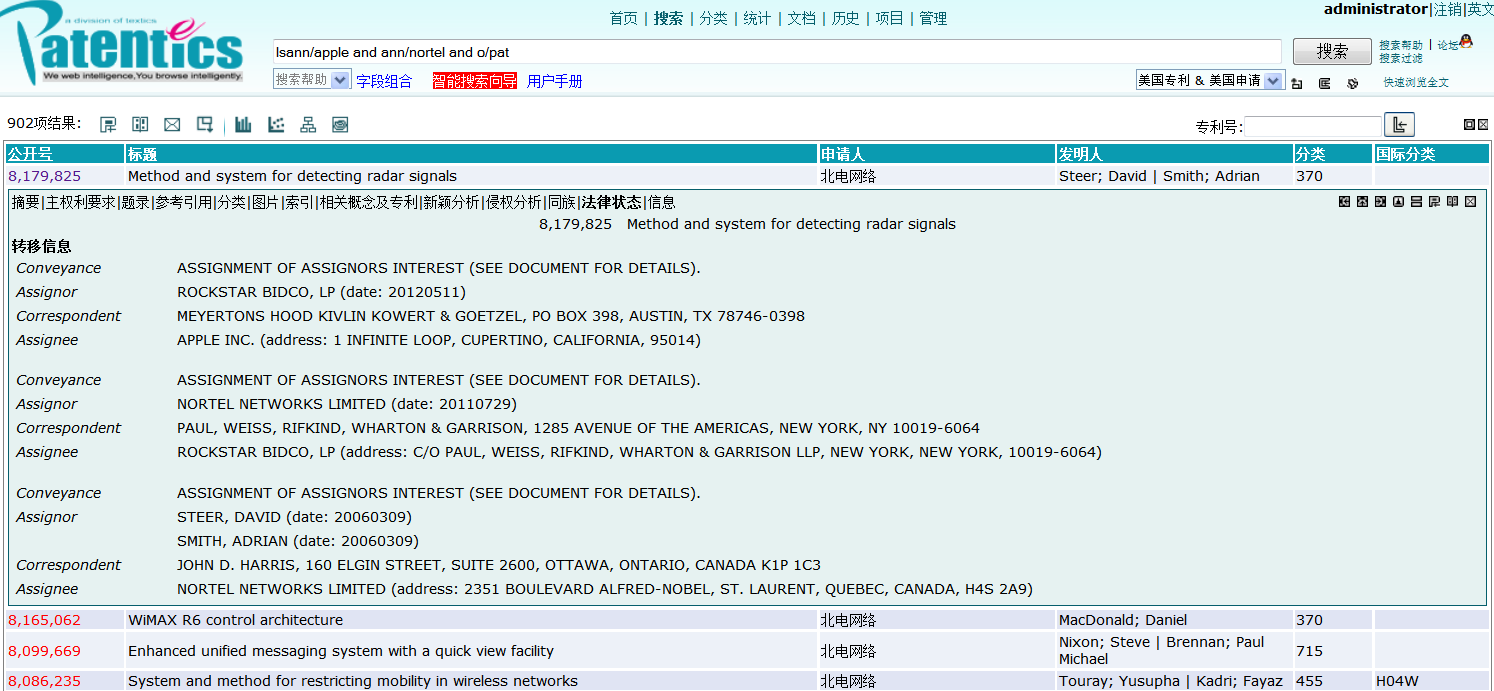 a division of textics
Patentics
We web intelligence,You browse intelligently.
首页 | 搜索 | 分类 | 统计 | 文档 | 历史 | 项目 | 管理
administrator|注销|英文
lsann/apple and ann/nortel and o/pat
搜索
搜索帮助 | 论坛
搜索过滤
搜索帮助 字段组合 智能搜索向导 用户手册
美国专利 & 美国申请
快速浏览全文
902项结果:
专利号:
公开号 标题 申请人 发明人 分类 国际分类
8,179,825 Method and system for detecting radar signals 北电网络 Steer; David | Smith; Adrian 370
摘要|主权利要求|题录|参考引用|分类|图片|索引|相关概念及专利|新颖分析|侵权分析|同族|法律状态|信息
8,179,825 Method and system for detecting radar signals
转移信息
Conveyance ASSIGNMENT OF ASSIGNORS INTEREST (SEE DOCUMENT FOR DETAILS).
Assignor ROCKSTAR BIDCO, LP (date: 20120511)
Correspondent MEYERTONS HOOD KIVLIN KOWERT & GOETZEL, PO BOX 398, AUSTIN, TX 78746-0398
Assignee APPLE INC. (address: 1 INFINITE LOOP, CUPERTINO, CALIFORNIA, 95014)
Conveyance ASSIGNMENT OF ASSIGNORS INTEREST (SEE DOCUMENT FOR DETAILS).
Assignor NORTEL NETWORKS LIMITED (date: 20110729)
Correspondent PAUL, WEISS, RIFKIND, WHARTON & GARRISON, 1285 AVENUE OF THE AMERICAS, NEW YORK, NY 10019-6064
Assignee ROCKSTAR BIDCO, LP (address: C/O PAUL, WEISS, RIFKIND, WHARTON & GARRISON LLP, NEW YORK, NEW YORK, 10019-6064)
Conveyance ASSIGNMENT OF ASSIGNORS INTEREST (SEE DOCUMENT FOR DETAILS).
Assignor STEER, DAVID (date: 20060309)
SMITH, ADRIAN (date: 20060309)
Correspondent JOHN D. HARRIS, 160 ELGIN STREET, SUITE 2600, OTTAWA, ONTARIO, CANADA K1P 1C3
Assignee NORTEL NETWORKS LIMITED (address: 2351 BOULEVARD ALFRED-NOBEL, ST. LAURENT, QUEBEC, CANADA, H4S 2A9)
8,165,062 WiMAX R6 control architecture 北电网络 MacDonald; Daniel 370
8,099,669 Enhanced unified messaging system with a quick view facility 北电网络 Nixon; Steve | Brennan; Paul Michael 715
8,086,235 System and method for restricting mobility in wireless networks 北电网络 Touray; Yusupha | Kadri; Fayaz 455 H04W